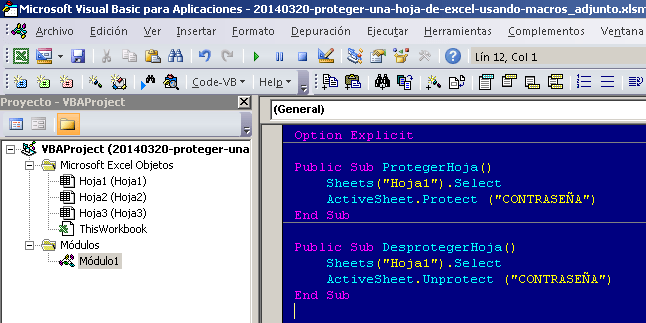 Microsoft Visual Basic para Aplicaciones - 20140320-proteger-una-hoja-de-excel-usando-macros_adjunto.xlsm
Archivo Edición Ver Insertar Formato Depuración Ejecutar Herramientas Complementos Ventana
Lín 12, Col 1
Code-VB Help
Proyecto - VBAProject
(General)
VBAProject (20140320-proteger-una
Microsoft Excel Objetos
Hoja1 (Hoja1)
Hoja2 (Hoja2)
Hoja3 (Hoja3)
ThisWorkbook
Módulos
Módulo1
Option Explicit
Public Sub ProtegerHoja()
Sheets("Hoja1").Select
ActiveSheet.Protect ("CONTRASEÑA")
End Sub
Public Sub DesprotegerHoja()
Sheets("Hoja1").Select
ActiveSheet.Unprotect ("CONTRASEÑA")
End Sub